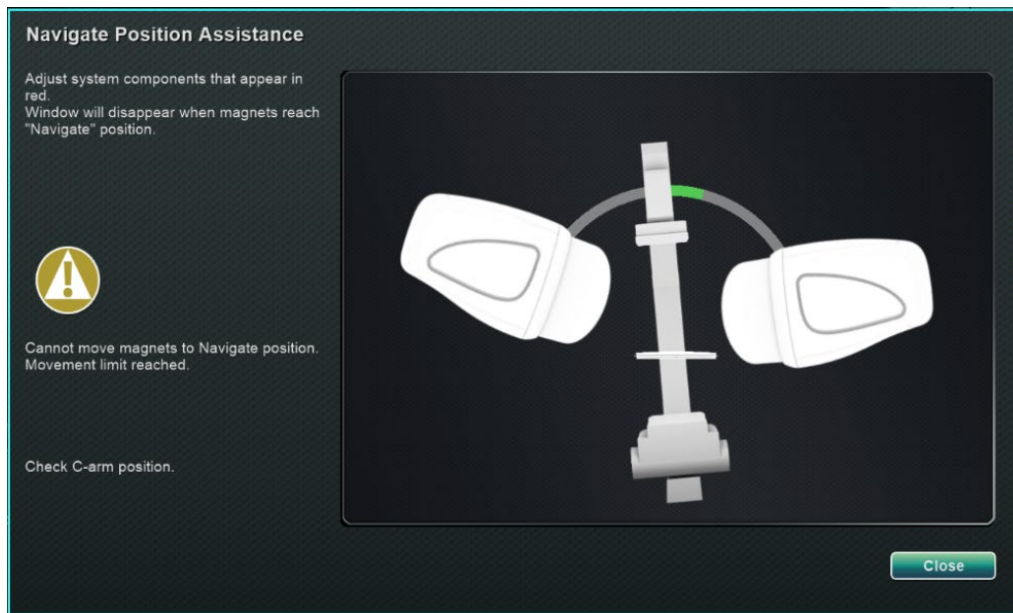 Navigate Position Assistance
Adjust system components that appear in
red.
Window will disappear when magnets reach
"Navigate" position.
Cannot move magnets to Navigate position.
Movement limit reached.
Check C-arm position.
Close